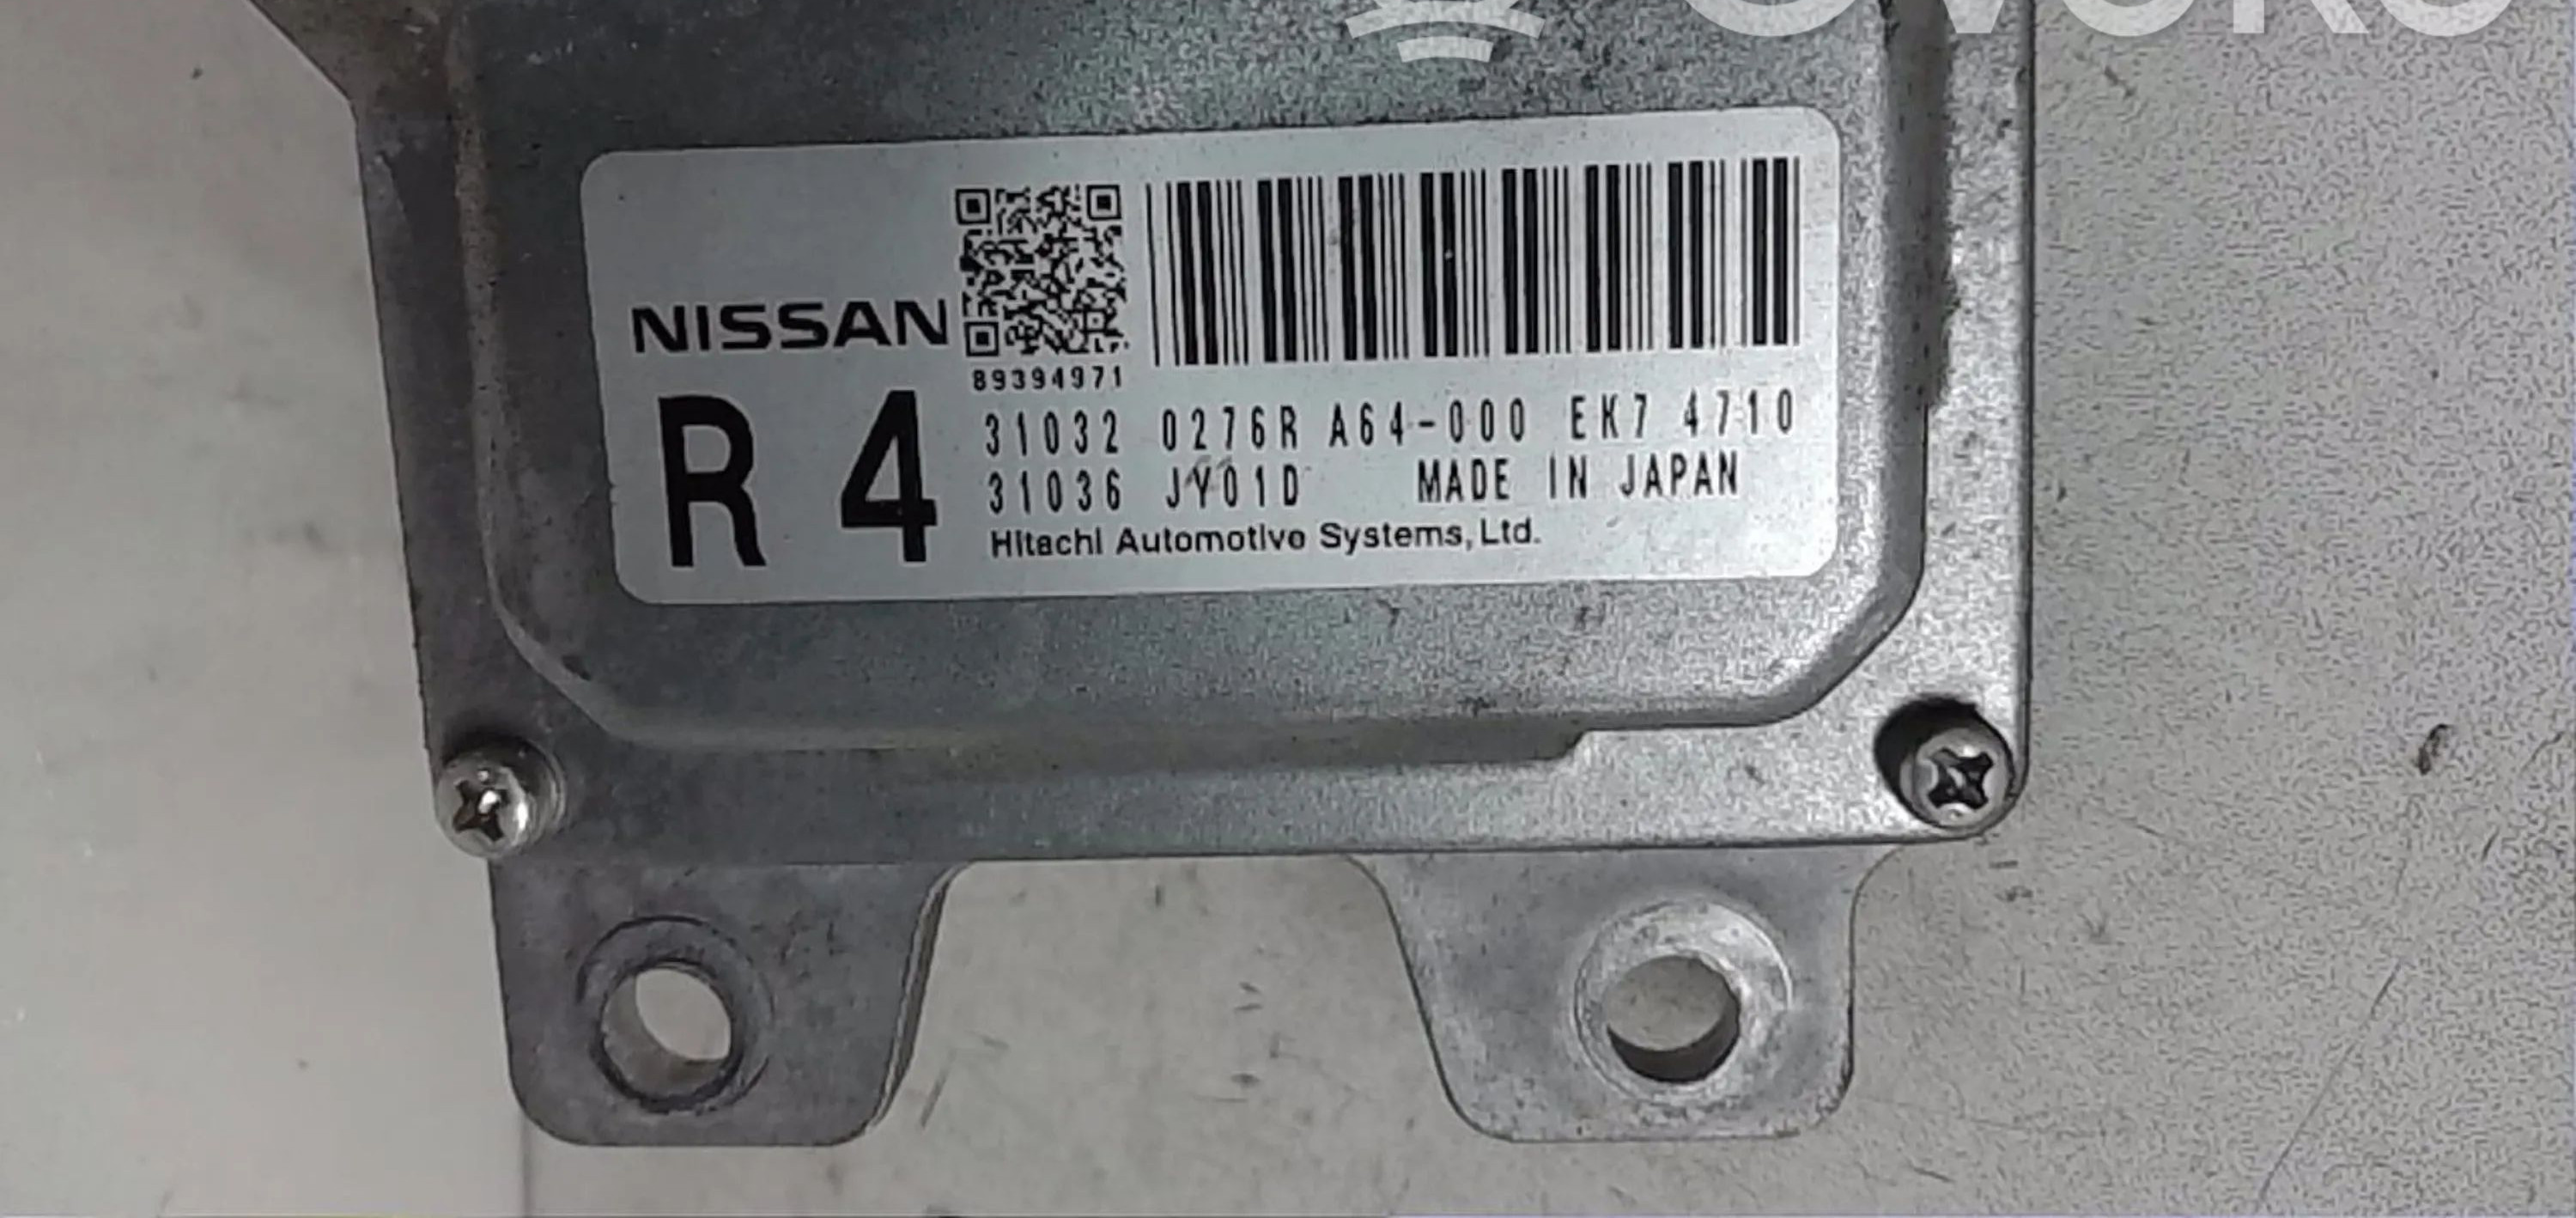 NISSAN
89394971
R 4
31032 0276R A64-000 EK7 4710
31036 JY01D MADE IN JAPAN
Hitachi Automotive Systems, Ltd.